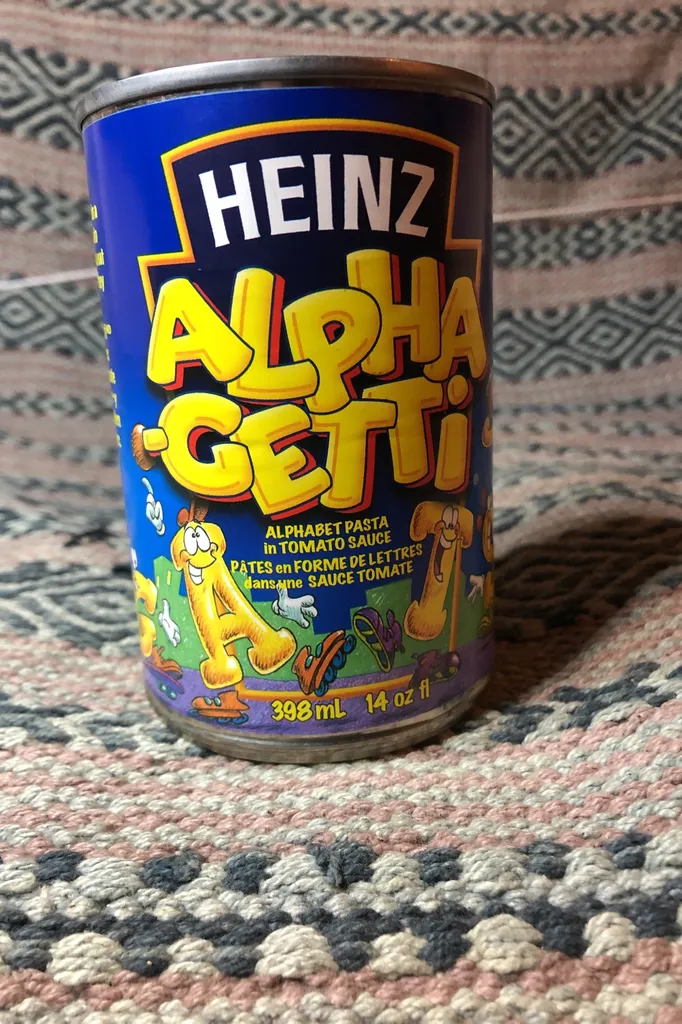 HEINZ
ALPHA
-GETTi
ALPHABET PASTA
in TOMATO SAUCE
PÂTES en FORME DE LETTRES
dans une SAUCE TOMATE
398 mL 14 oz fl